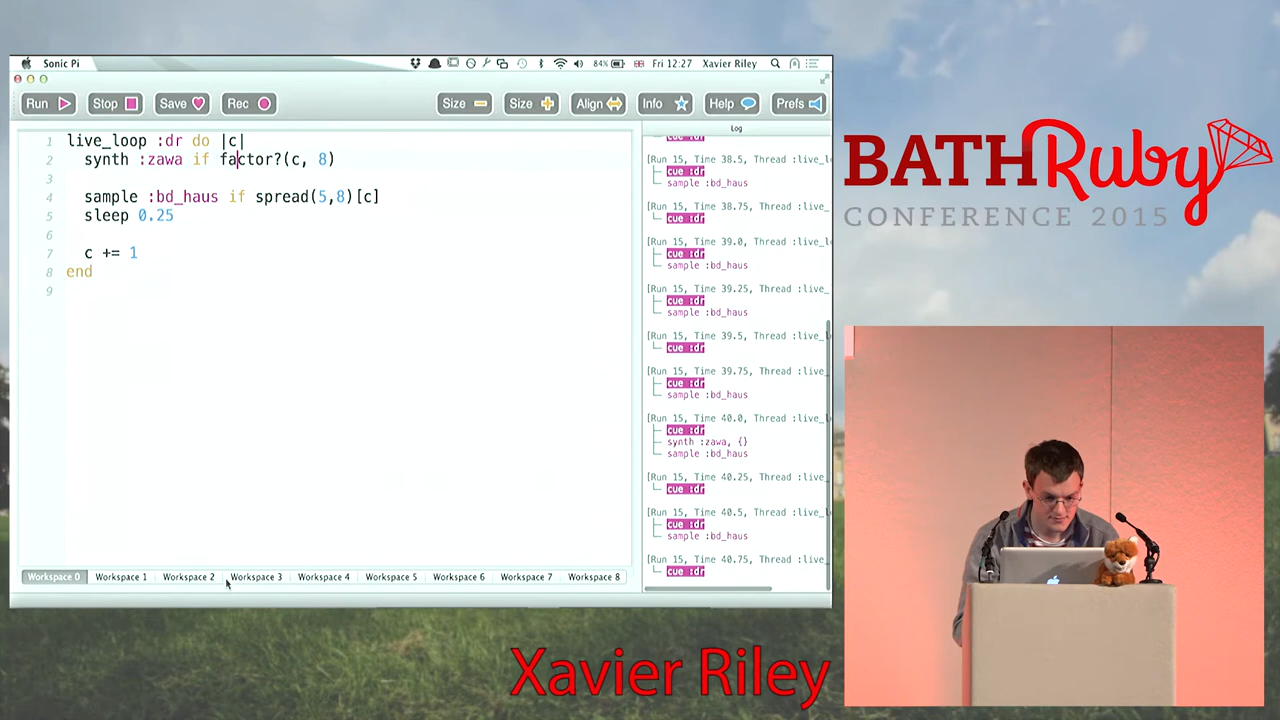 Sonic Pi
84%
Fri 12:27
Xavier Riley
Run
Stop
Save
Rec
Size
Size
Align
Info
Help
Prefs
1 live_loop :dr do |c|
2 synth :zawa if factor?(c, 8)
3
4 sample :bd_haus if spread(5,8)[c]
5 sleep 0.25
6
7 c += 1
8 end
9
Log
cue :dr
[Run 15, Time 38.5, Thread :live_l
cue :dr
sample :bd_haus
[Run 15, Time 38.75, Thread :live_
cue :dr
[Run 15, Time 39.0, Thread :live_l
cue :dr
sample :bd_haus
[Run 15, Time 39.25, Thread :live_
cue :dr
sample :bd_haus
[Run 15, Time 39.5, Thread :live_l
cue :dr
[Run 15, Time 39.75, Thread :live_
cue :dr
sample :bd_haus
[Run 15, Time 40.0, Thread :live_l
cue :dr
synth :zawa, {}
sample :bd_haus
[Run 15, Time 40.25, Thread :live_
cue :dr
[Run 15, Time 40.5, Thread :live_l
cue :dr
sample :bd_haus
[Run 15, Time 40.75, Thread :live_
cue :dr
Workspace 0
Workspace 1
Workspace 2
Workspace 3
Workspace 4
Workspace 5
Workspace 6
Workspace 7
Workspace 8
BATHRuby
CONFERENCE 2015
Xavier Riley